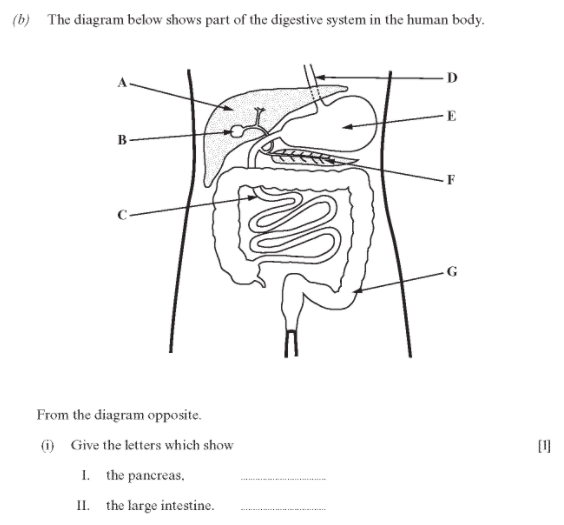 (b) The diagram below shows part of the digestive system in the human body.
A
D
E
B
F
C
G
From the diagram opposite.
(i) Give the letters which show [1]
I. the pancreas, ..............................
II. the large intestine. ..............................